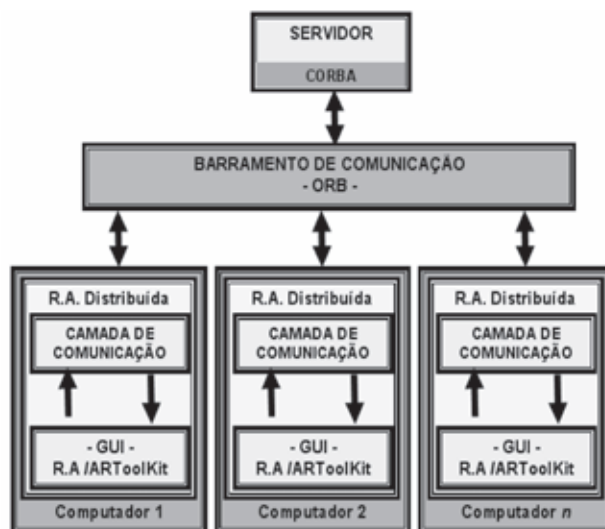 SERVIDOR
CORBA
BARRAMENTO DE COMUNICAÇÃO
- ORB -
R.A. Distribuída
CAMADA DE
COMUNICAÇÃO
- GUI -
R.A /ARToolKit
Computador 1
R.A. Distribuída
CAMADA DE
COMUNICAÇÃO
- GUI -
R.A /ARToolKit
Computador 2
R.A. Distribuída
CAMADA DE
COMUNICAÇÃO
- GUI -
R.A /ARToolKit
Computador n